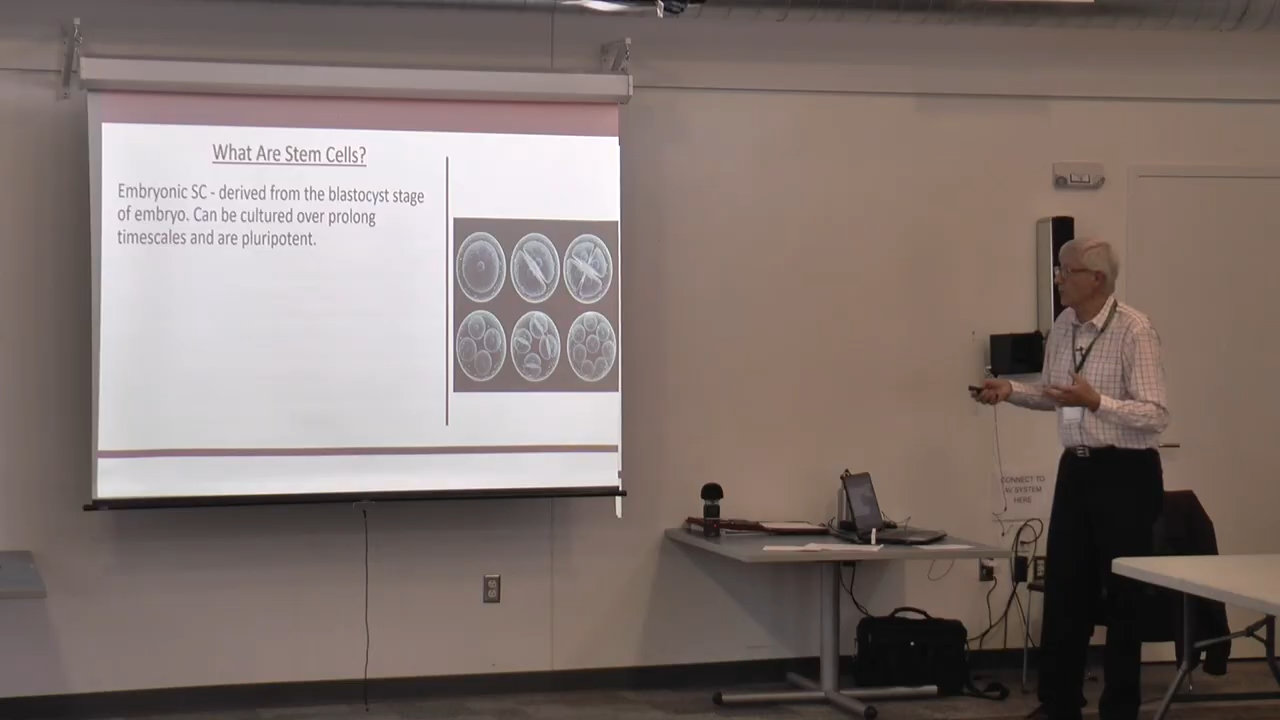 What Are Stem Cells?
Embryonic SC - derived from the blastocyst stage
of embryo. Can be cultured over prolong
timescales and are pluripotent.
CONNECT TO
AV SYSTEM
HERE